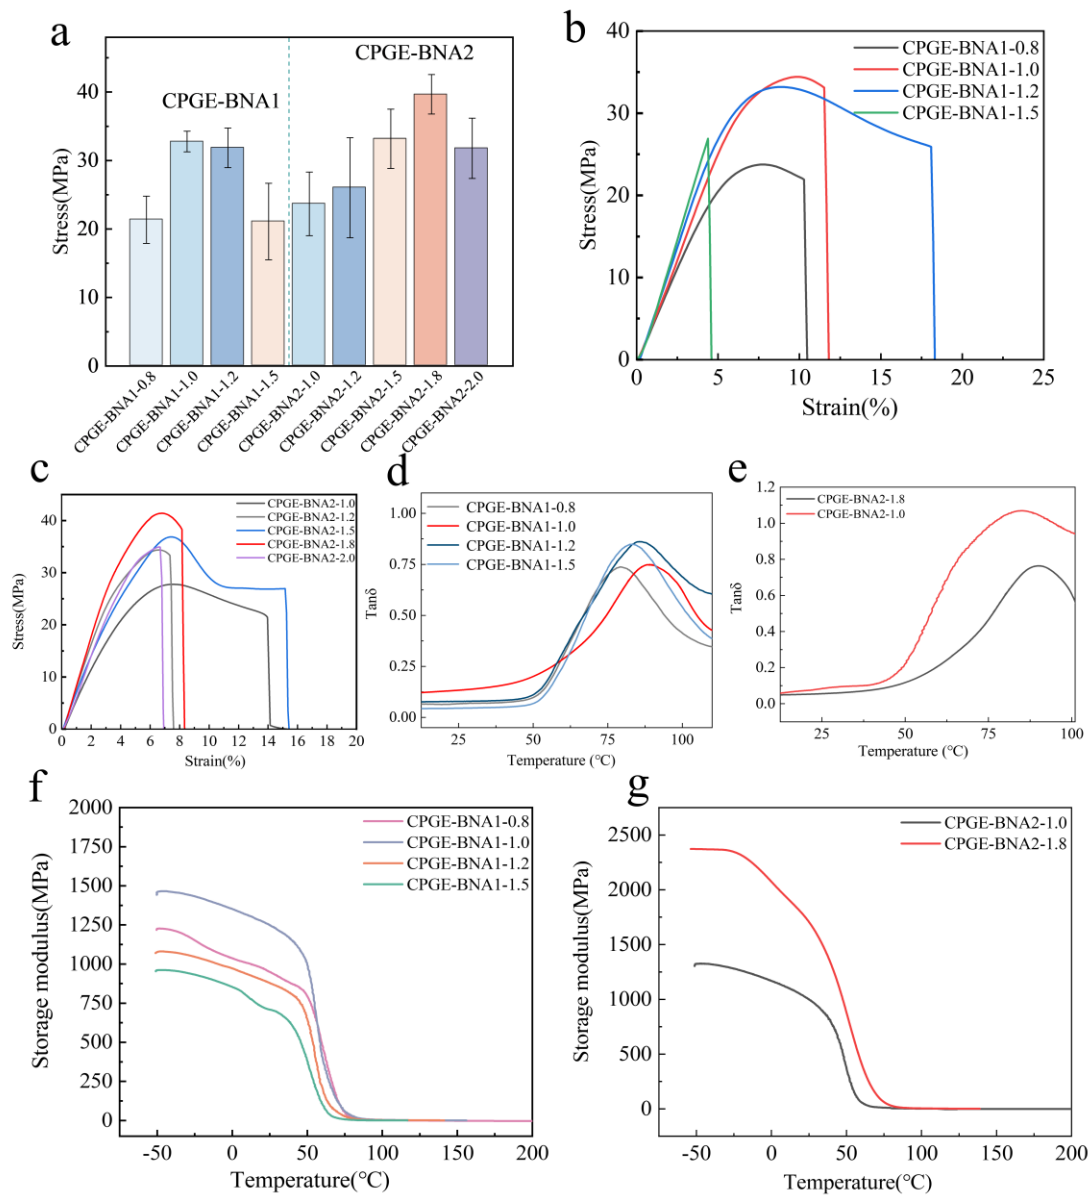 a
CPGE-BNA1
CPGE-BNA2
Stress(MPa)
40
30
20
10
0
CPGE-BNA1-0.8
CPGE-BNA1-1.0
CPGE-BNA1-1.2
CPGE-BNA1-1.5
CPGE-BNA2-1.0
CPGE-BNA2-1.2
CPGE-BNA2-1.5
CPGE-BNA2-1.8
CPGE-BNA2-2.0
b
CPGE-BNA1-0.8
CPGE-BNA1-1.0
CPGE-BNA1-1.2
CPGE-BNA1-1.5
Stress(MPa)
40
30
20
10
0
0 5 10 15 20 25
Strain(%)
c
CPGE-BNA2-1.0
CPGE-BNA2-1.2
CPGE-BNA2-1.5
CPGE-BNA2-1.8
CPGE-BNA2-2.0
Stress(MPa)
40
30
20
10
0
0 2 4 6 8 10 12 14 16 18 20
Strain(%)
d
CPGE-BNA1-0.8
CPGE-BNA1-1.0
CPGE-BNA1-1.2
CPGE-BNA1-1.5
Tanδ
1.00
0.75
0.50
0.25
0.00
25 50 75 100
Temperature (℃)
e
CPGE-BNA2-1.8
CPGE-BNA2-1.0
Tanδ
1.2
1.0
0.8
0.6
0.4
0.2
0.0
25 50 75 100
Temperature (℃)
f
CPGE-BNA1-0.8
CPGE-BNA1-1.0
CPGE-BNA1-1.2
CPGE-BNA1-1.5
Storage modulus(MPa)
2000
1750
1500
1250
1000
750
500
250
0
-50 0 50 100 150 200
Temperature(℃)
g
CPGE-BNA2-1.0
CPGE-BNA2-1.8
Storage modulus(MPa)
2500
2000
1500
1000
500
0
-50 0 50 100 150 200
Temperature(℃)